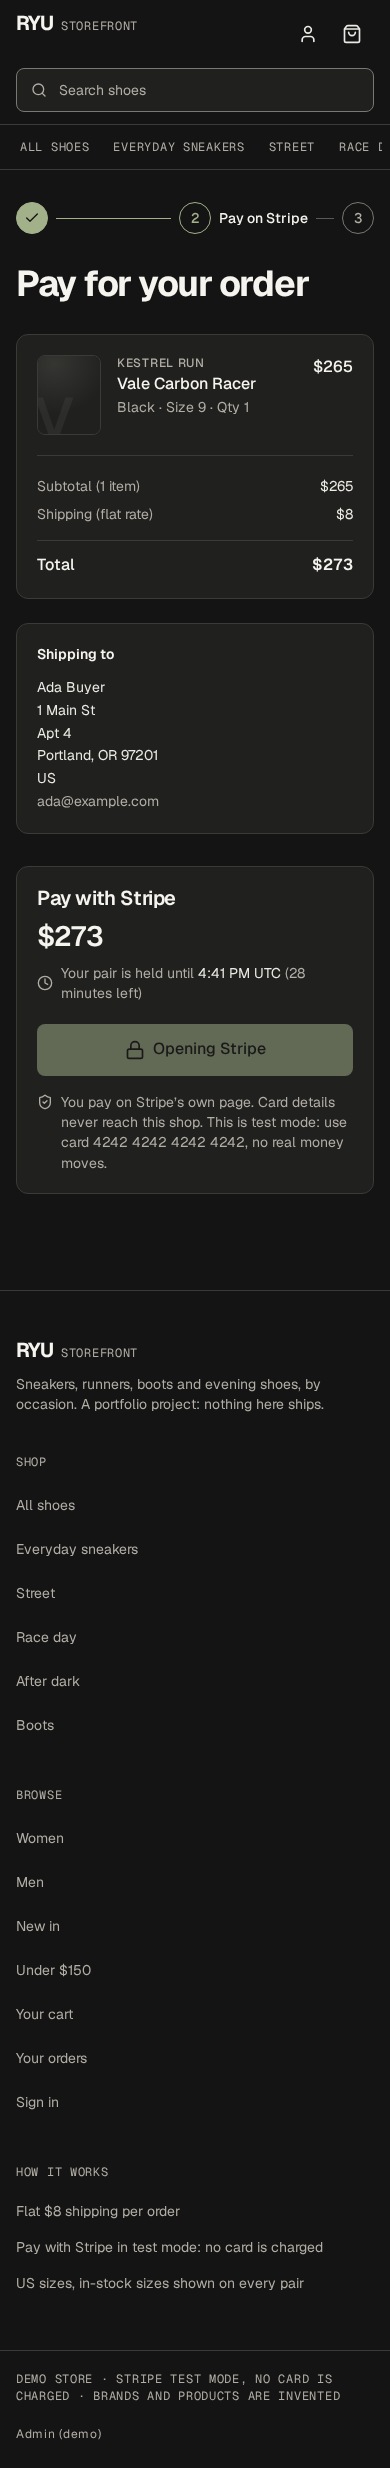 RYU STOREFRONT
Search shoes
ALL SHOES EVERYDAY SNEAKERS STREET RACE
2 Pay on Stripe 3
Pay for your order
KESTREL RUN
Vale Carbon Racer $265
Black · Size 9 · Qty 1
V
Subtotal (1 item) $265
Shipping (flat rate) $8
Total $273
Shipping to
Ada Buyer
1 Main St
Apt 4
Portland, OR 97201
US
ada@example.com
Pay with Stripe
$273
Your pair is held until 4:41 PM UTC (28
minutes left)
Opening Stripe
You pay on Stripe's own page. Card details
never reach this shop. This is test mode: use
card 4242 4242 4242 4242, no real money
moves.
RYU STOREFRONT
Sneakers, runners, boots and evening shoes, by
occasion. A portfolio project: nothing here ships.
SHOP
All shoes
Everyday sneakers
Street
Race day
After dark
Boots
BROWSE
Women
Men
New in
Under $150
Your cart
Your orders
Sign in
HOW IT WORKS
Flat $8 shipping per order
Pay with Stripe in test mode: no card is charged
US sizes, in-stock sizes shown on every pair
DEMO STORE · STRIPE TEST MODE, NO CARD IS
CHARGED · BRANDS AND PRODUCTS ARE INVENTED
Admin (demo)